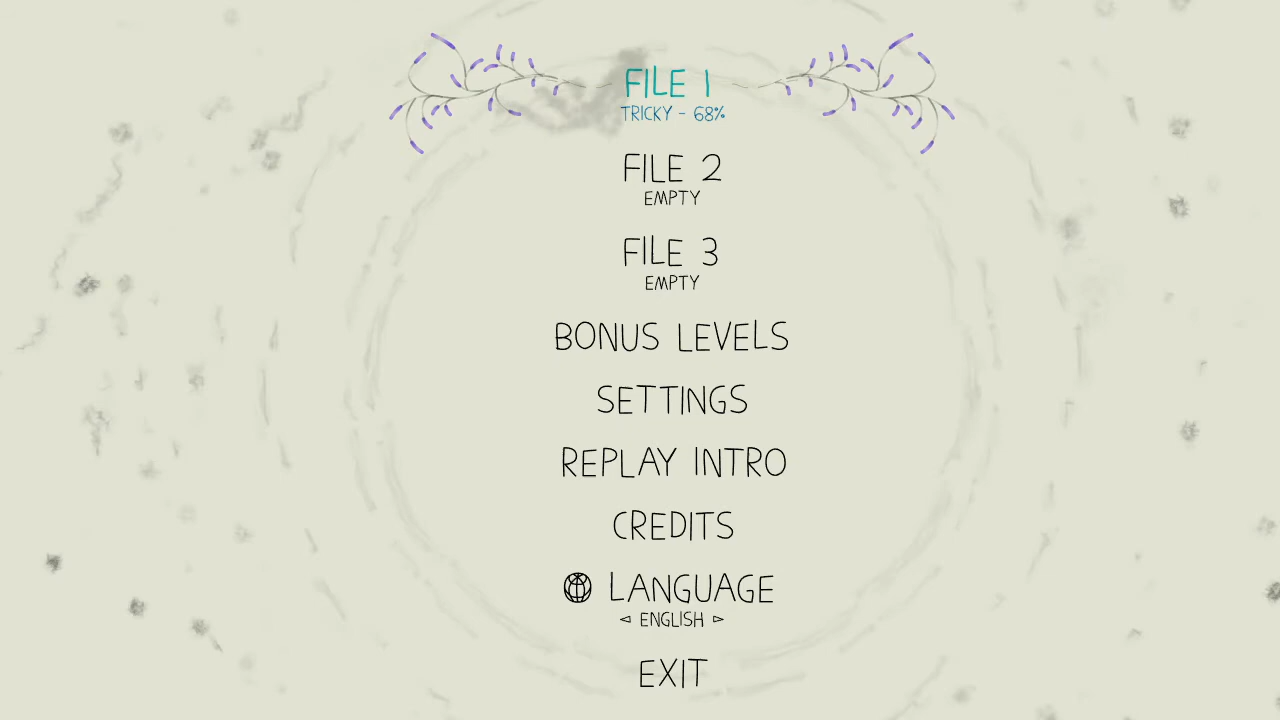 FILE 1
TRICKY - 68%
FILE 2
EMPTY
FILE 3
EMPTY
BONUS LEVELS
SETTINGS
REPLAY INTRO
CREDITS
LANGUAGE
ENGLISH
EXIT